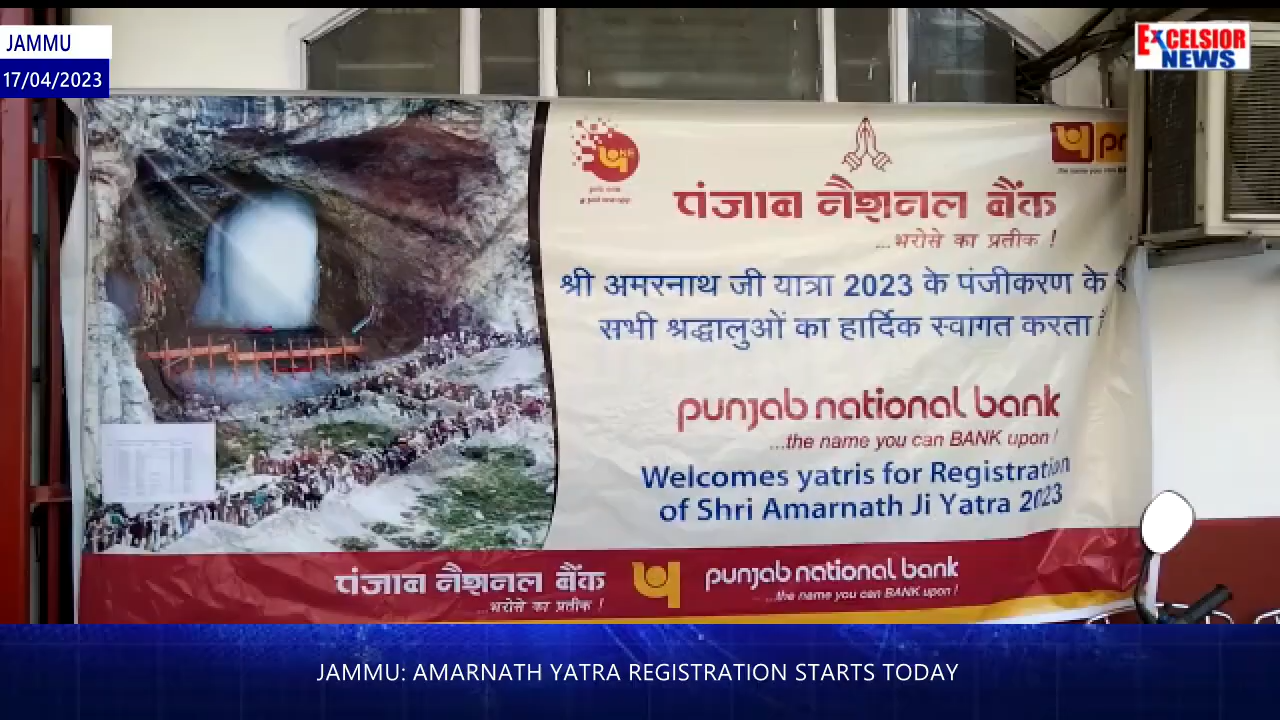 JAMMU
17/04/2023
EXCELSIOR
NEWS
पंजाब नैशनल बैंक
...भरोसे का प्रतीक !
श्री अमरनाथ जी यात्रा 2023 के पंजीकरण के
सभी श्रद्धालुओं का हार्दिक स्वागत करता
punjab national bank
...the name you can BANK upon !
Welcomes yatris for Registration
of Shri Amarnath Ji Yatra 2023
पंजाब नैशनल बैंक
...भरोसे का प्रतीक !
punjab national bank
...the name you can BANK upon !
JAMMU: AMARNATH YATRA REGISTRATION STARTS TODAY